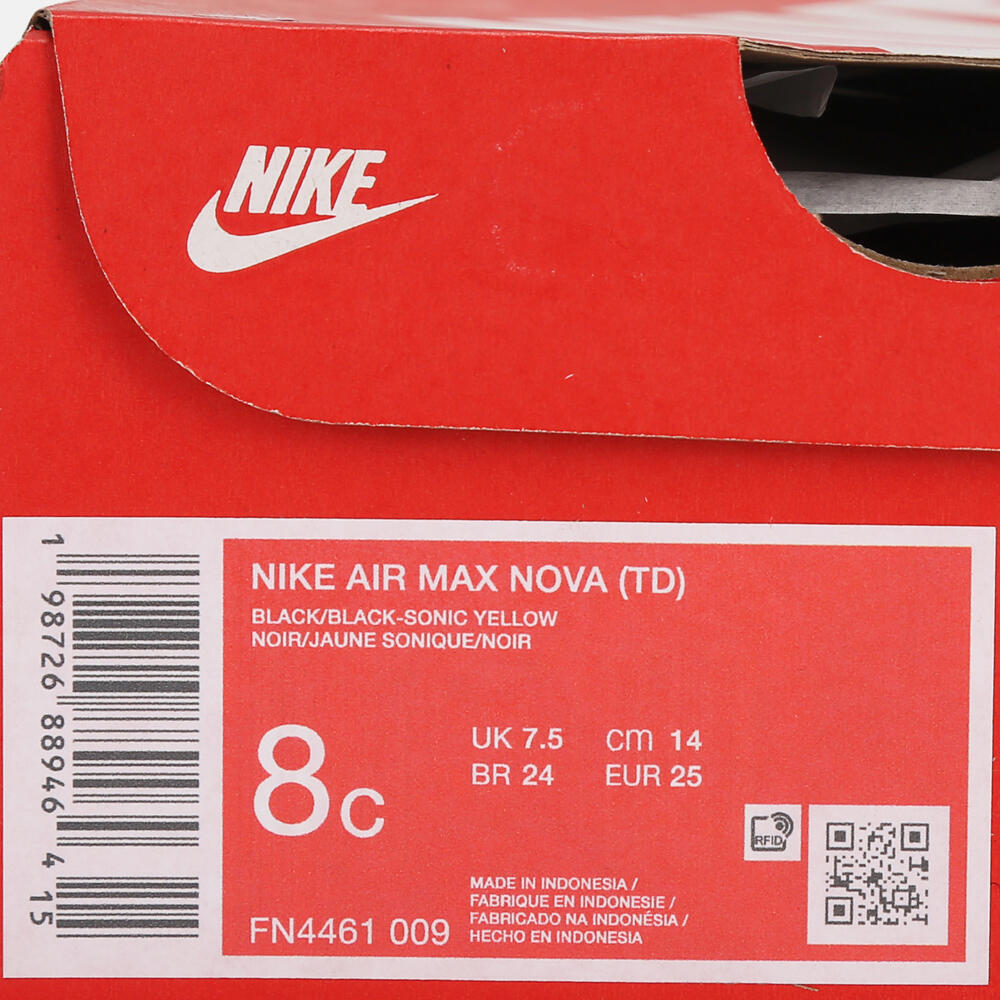 NIKE
NIKE AIR MAX NOVA (TD)
BLACK/BLACK-SONIC YELLOW
NOIR/JAUNE SONIQUE/NOIR
8C
UK 7.5 cm 14
BR 24 EUR 25
RFID
MADE IN INDONESIA /
FABRIQUE EN INDONESIE /
FABRICADO NA INDONÉSIA /
HECHO EN INDONESIA
FN4461 009
1 98726 88946 4 15